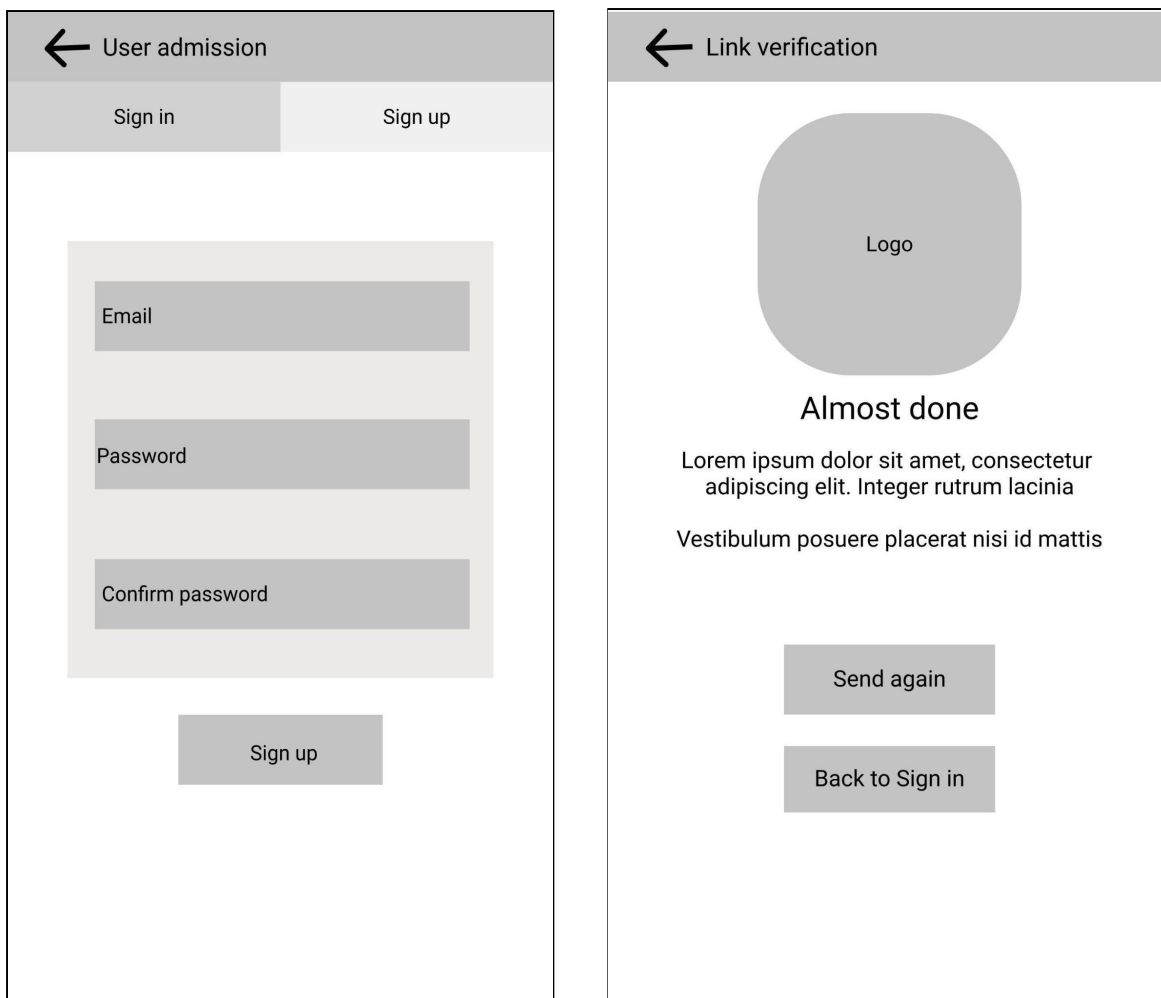 User admission
Sign in
Sign up
Email
Password
Confirm password
Sign up
Link verification
Logo
Almost done
Lorem ipsum dolor sit amet, consectetur
adipiscing elit. Integer rutrum lacinia
Vestibulum posuere placerat nisi id mattis
Send again
Back to Sign in